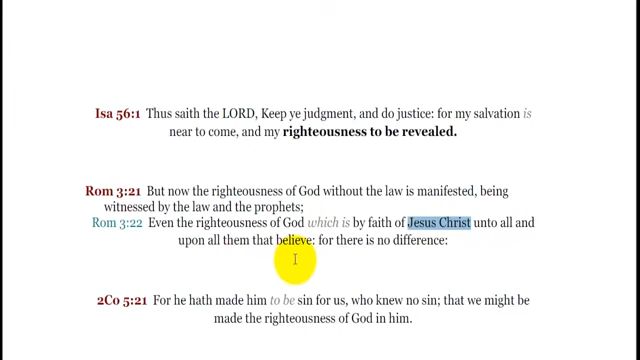 Isa 56:1 Thus saith the LORD, Keep ye judgment, and do justice: for my salvation is
near to come, and my righteousness to be revealed.
Rom 3:21 But now the righteousness of God without the law is manifested, being
witnessed by the law and the prophets;
Rom 3:22 Even the righteousness of God which is by faith of Jesus Christ unto all and
upon all them that believe: for there is no difference:
2Co 5:21 For he hath made him to be sin for us, who knew no sin; that we might be
made the righteousness of God in him.